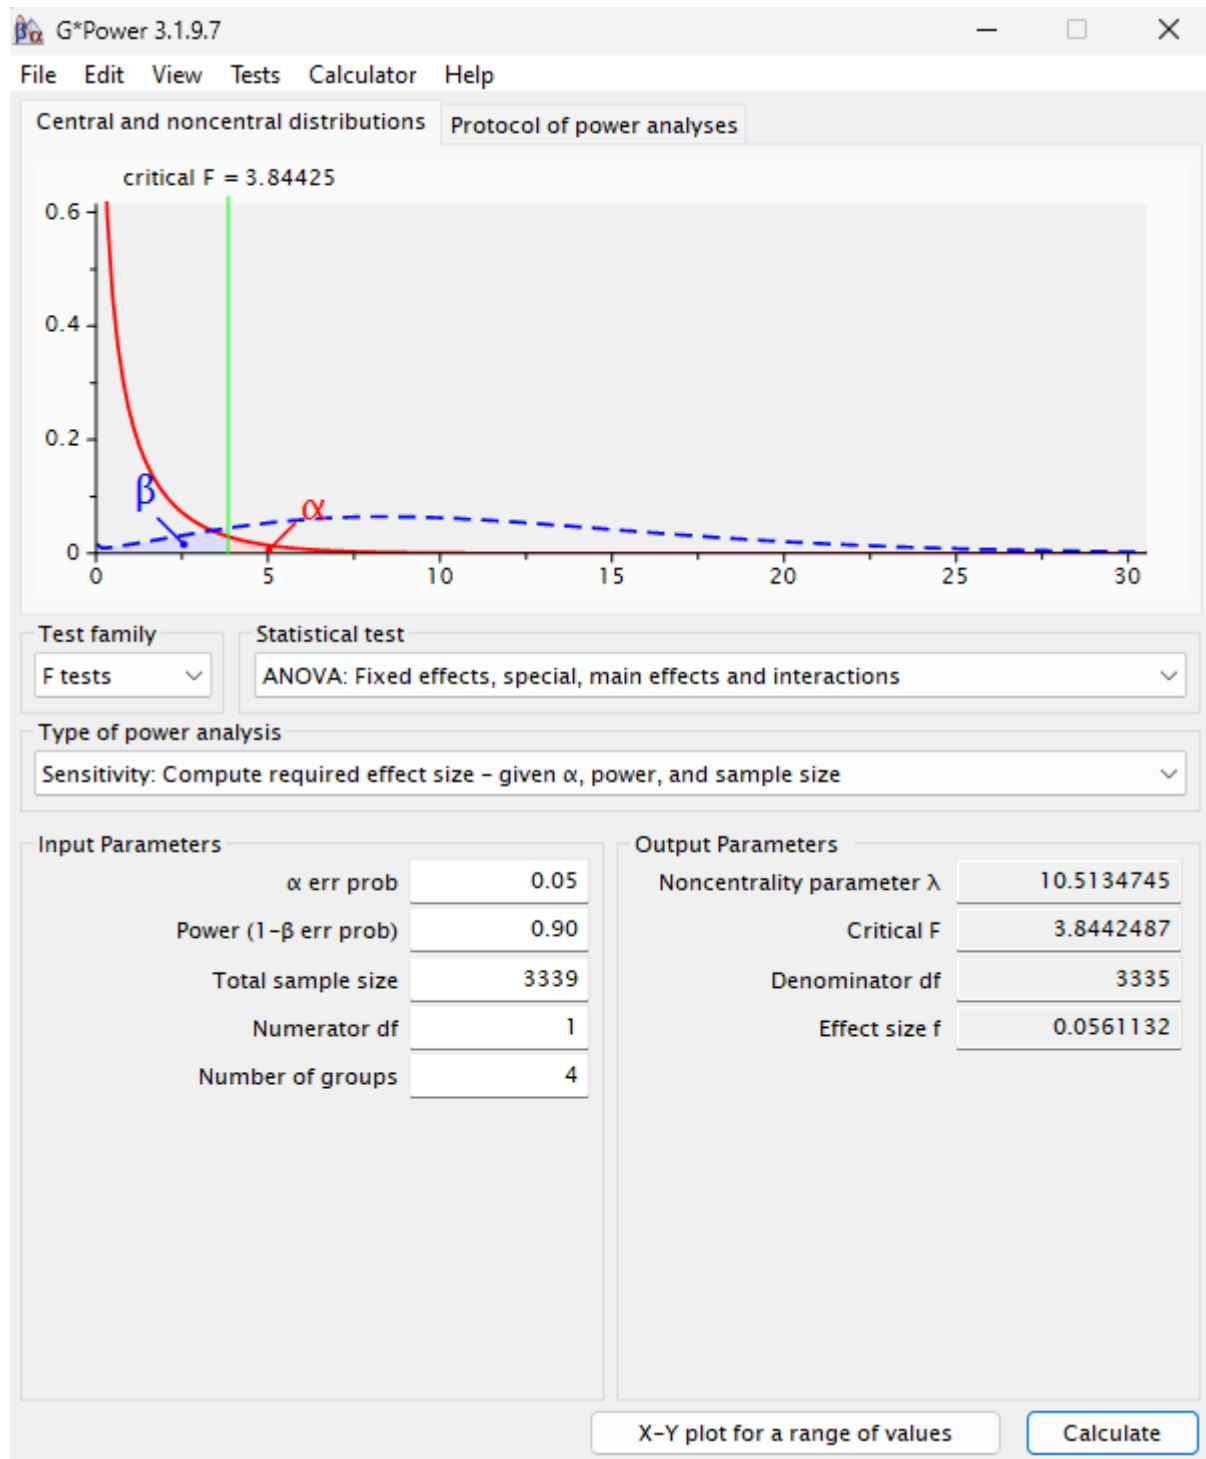 G*Power 3.1.9.7
File Edit View Tests Calculator Help
Central and noncentral distributions Protocol of power analyses
critical F = 3.84425
0.6
0.4
0.2
β α
0
0 5 10 15 20 25 30
Test family Statistical test
F tests ANOVA: Fixed effects, special, main effects and interactions
Type of power analysis
Sensitivity: Compute required effect size – given α, power, and sample size
Input Parameters Output Parameters
α err prob 0.05 Noncentrality parameter λ 10.5134745
Power (1–β err prob) 0.90 Critical F 3.8442487
Total sample size 3339 Denominator df 3335
Numerator df 1 Effect size f 0.0561132
Number of groups 4
X–Y plot for a range of values Calculate